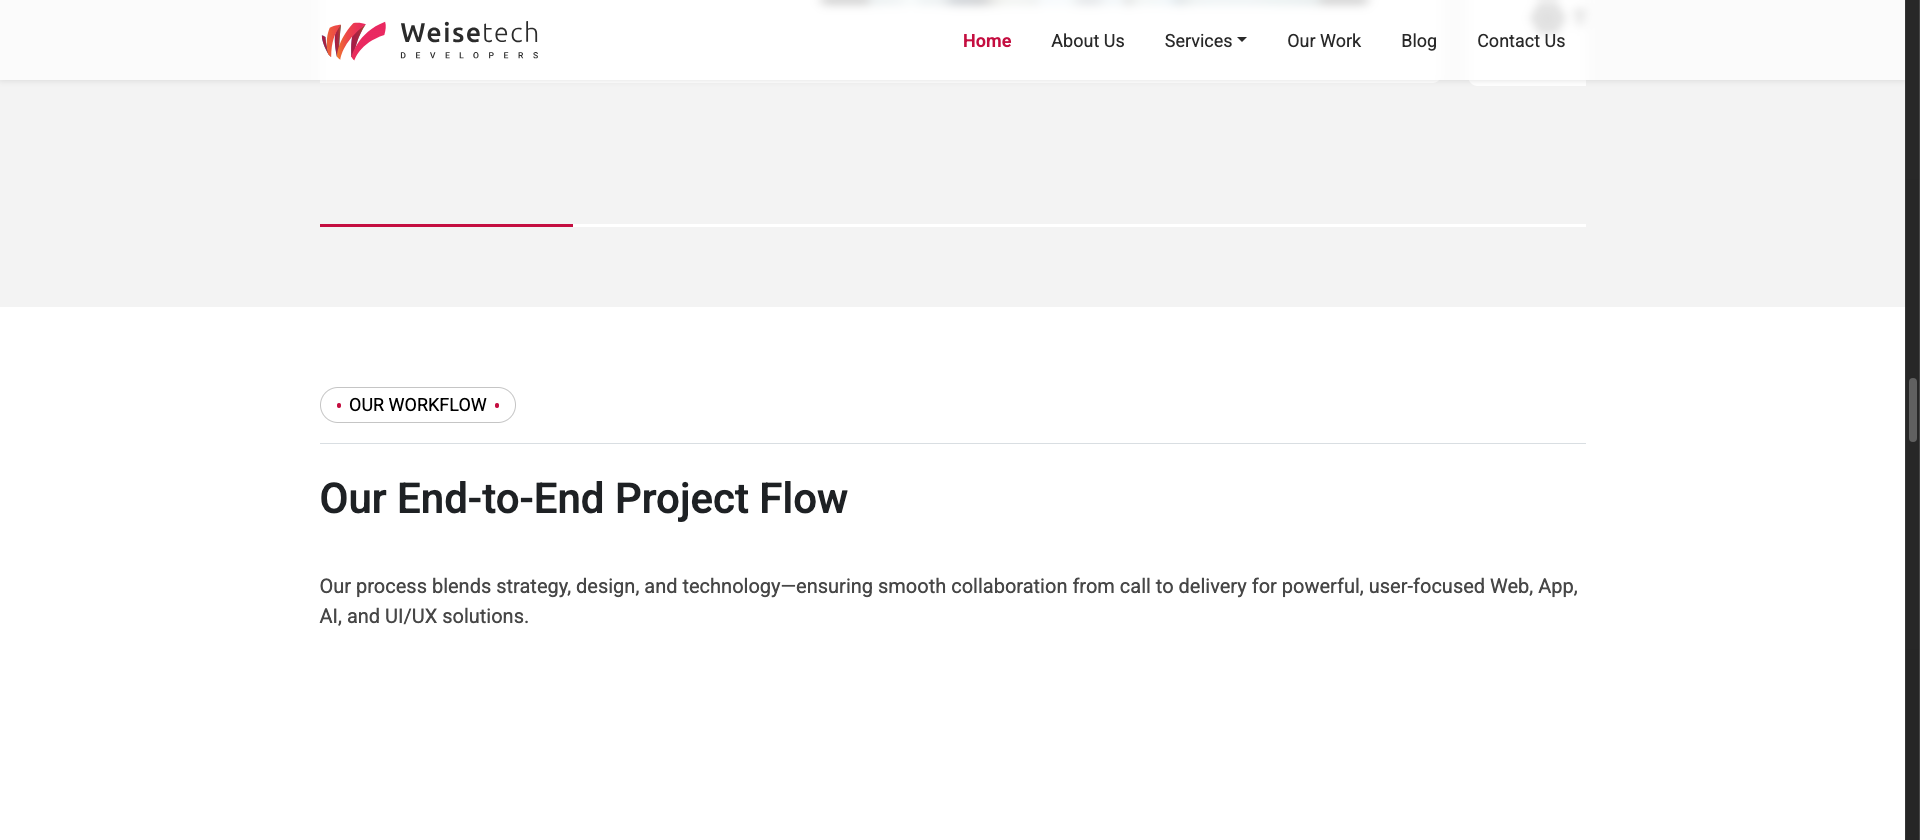 Weisetech
DEVELOPERS
Home
About Us
Services
Our Work
Blog
Contact Us
• OUR WORKFLOW •
Our End-to-End Project Flow
Our process blends strategy, design, and technology—ensuring smooth collaboration from call to delivery for powerful, user-focused Web, App,
AI, and UI/UX solutions.